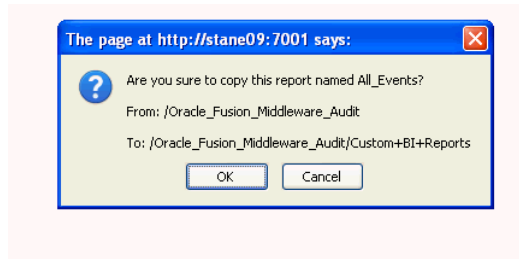 The page at http://stane09:7001 says:
Are you sure to copy this report named All_Events?
From: /Oracle_Fusion_Middleware_Audit
To: /Oracle_Fusion_Middleware_Audit/Custom+BI+Reports
OK Cancel